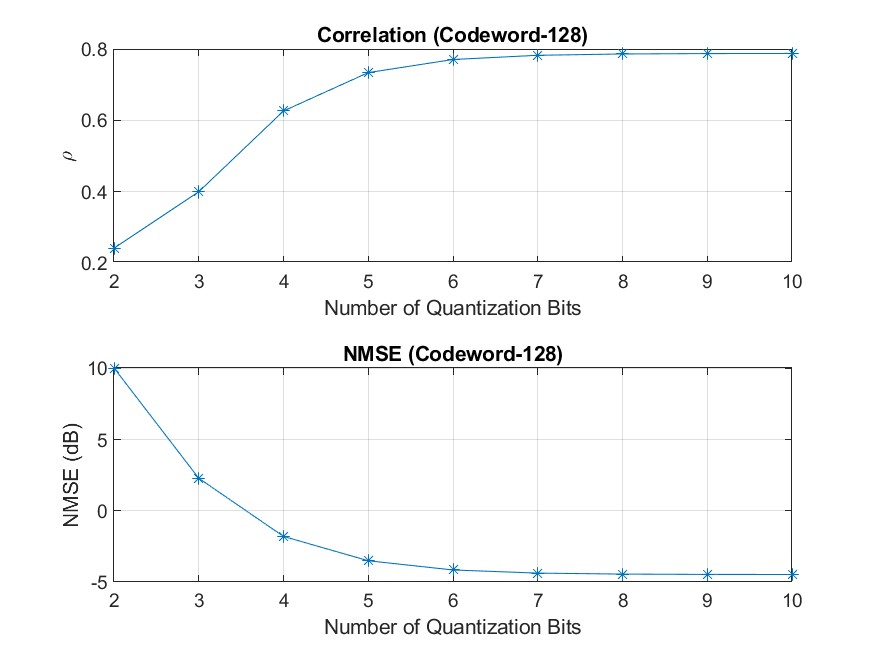 Correlation (Codeword-128)
0.8
0.6
0.4
0.2
ρ
2 3 4 5 6 7 8 9 10
Number of Quantization Bits
NMSE (Codeword-128)
10
5
0
-5
NMSE (dB)
2 3 4 5 6 7 8 9 10
Number of Quantization Bits